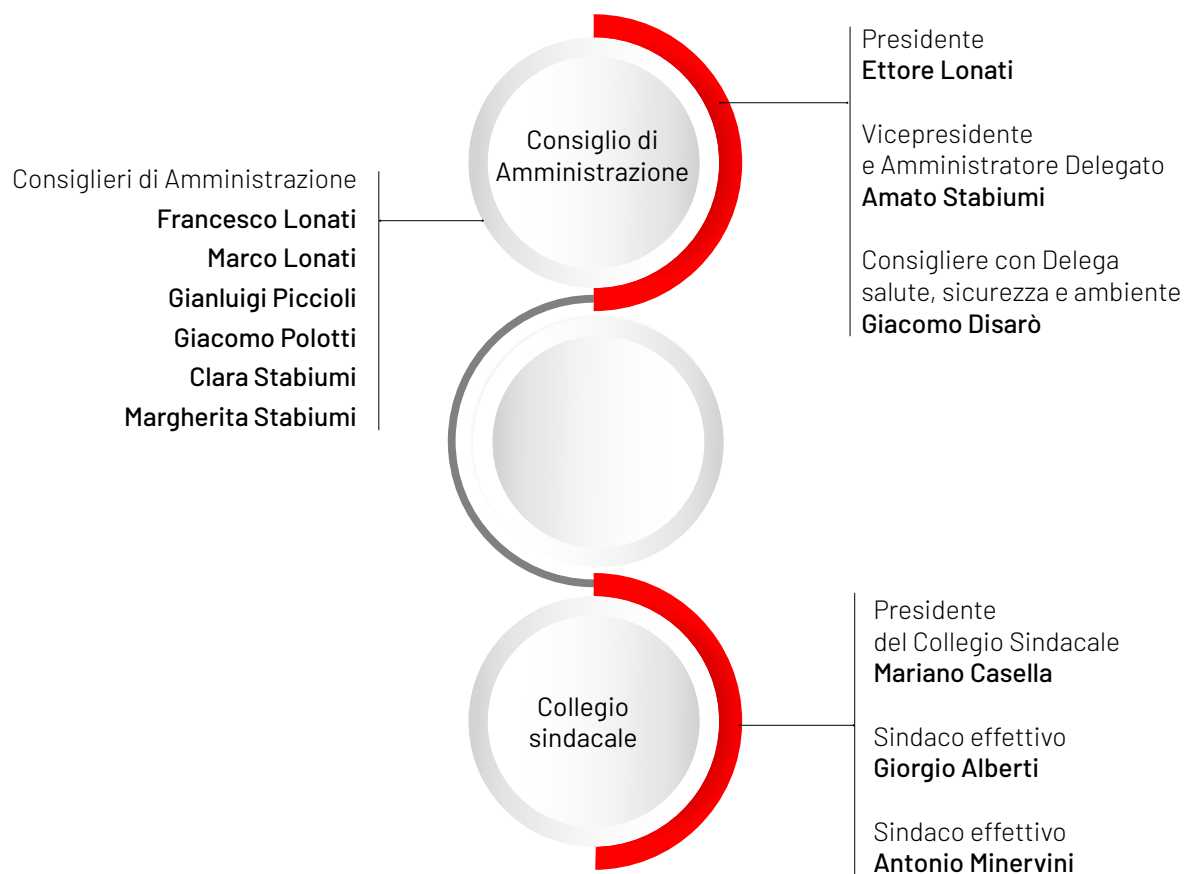 Consiglio di
Amministrazione
Presidente
Ettore Lonati
Vicepresidente
e Amministratore Delegato
Amato Stabiumi
Consigliere con Delega
salute, sicurezza e ambiente
Giacomo Disarò
Consiglieri di Amministrazione
Francesco Lonati
Marco Lonati
Gianluigi Piccioli
Giacomo Polotti
Clara Stabiumi
Margherita Stabiumi
Collegio
sindacale
Presidente
del Collegio Sindacale
Mariano Casella
Sindaco effettivo
Giorgio Alberti
Sindaco effettivo
Antonio Minervini